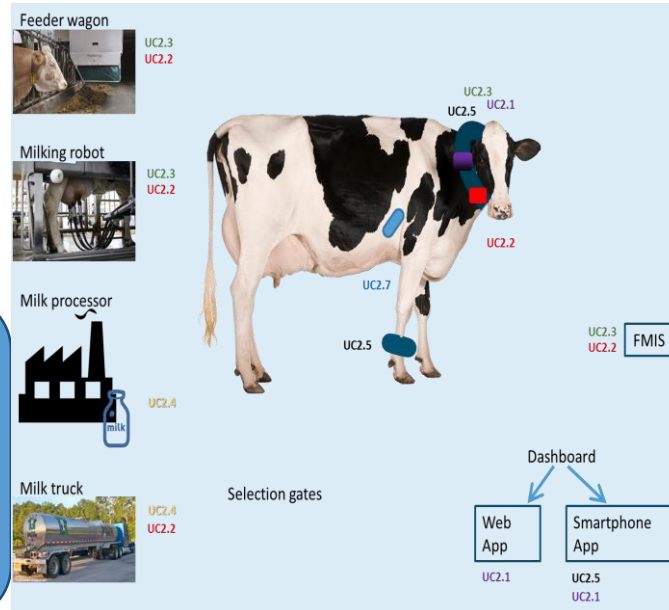 Feeder wagon
UC2.3
UC2.2
Milking robot
UC2.3
UC2.2
Milk processor
milk
UC2.4
Milk truck
UC2.4
UC2.2
UC2.3
UC2.1
UC2.5
UC2.2
UC2.7
UC2.5
Selection gates
UC2.3
UC2.2
FMIS
Dashboard
Web
App
UC2.1
Smartphone
App
UC2.5
UC2.1